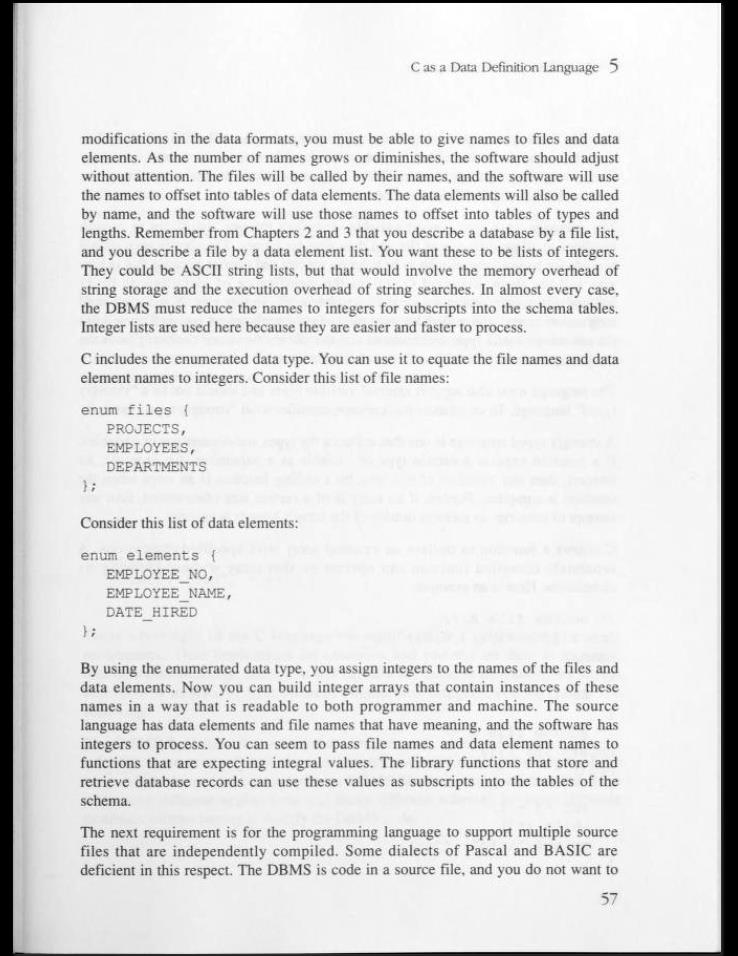 C as a Data Definition Language 5
modifications in the data formats, you must be able to give names to files and data
elements. As the number of names grows or diminishes, the software should adjust
without attention. The files will be called by their names, and the software will use
the names to offset into tables of data elements. The data elements will also be called
by name, and the software will use those names to offset into tables of types and
lengths. Remember from Chapters 2 and 3 that you describe a database by a file list,
and you describe a file by a data element list. You want these to be lists of integers.
They could be ASCII string lists, but that would involve the memory overhead of
string storage and the execution overhead of string searches. In almost every case,
the DBMS must reduce the names to integers for subscripts into the schema tables.
Integer lists are used here because they are easier and faster to process.
C includes the enumerated data type. You can use it to equate the file names and data
element names to integers. Consider this list of file names:
enum files {
PROJECTS,
EMPLOYEES,
DEPARTMENTS
};
Consider this list of data elements:
enum elements {
EMPLOYEE_NO,
EMPLOYEE_NAME,
DATE_HIRED
};
By using the enumerated data type, you assign integers to the names of the files and
data elements. Now you can build integer arrays that contain instances of these
names in a way that is readable to both programmer and machine. The source
language has data elements and file names that have meaning, and the software has
integers to process. You can seem to pass file names and data element names to
functions that are expecting integral values. The library functions that store and
retrieve database records can use these values as subscripts into the tables of the
schema.
The next requirement is for the programming language to support multiple source
files that are independently compiled. Some dialects of Pascal and BASIC are
deficient in this respect. The DBMS is code in a source file, and you do not want to
57